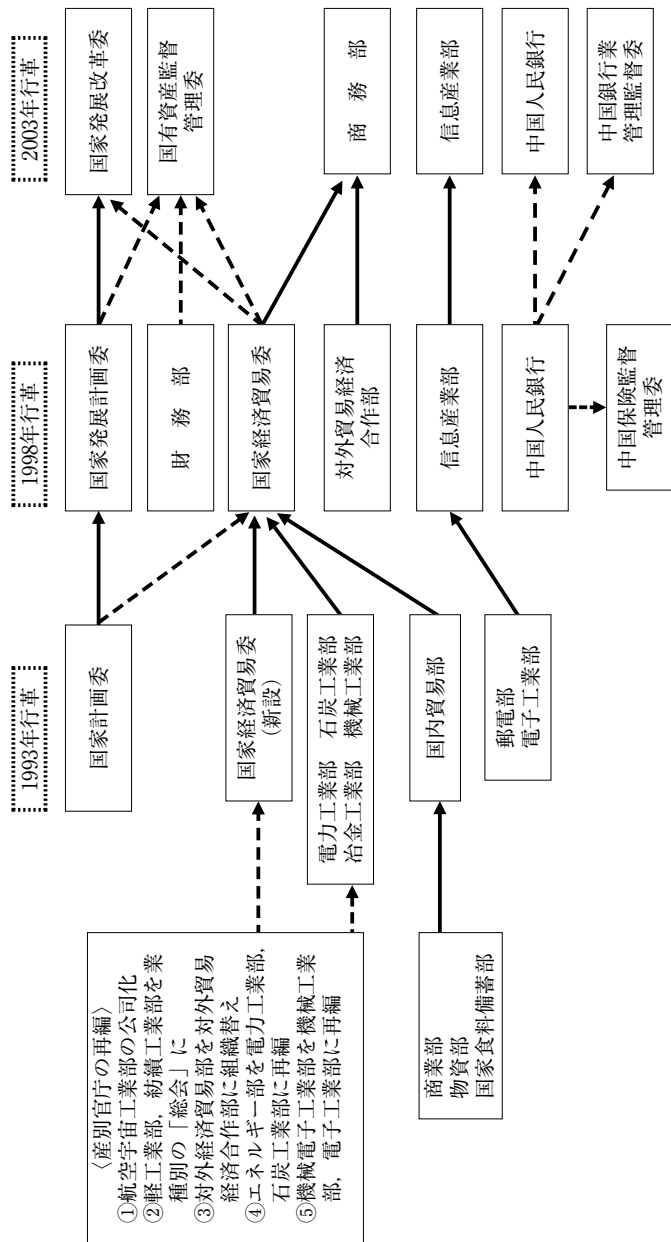 〈産別官庁の再編〉
①航空宇宙工業部の公司化
②軽工業部,紡績工業部を業
種別の「総会」に
③対外経済貿易部を対外貿易
経済合作部に組織替え
④エネルギー部を電力工業部,
石炭工業部に再編
⑤機械電子工業部を機械工業
部,電子工業部に再編
商業部
物資部
国家食料備蓄部
1993年行革
国家計画委
国家経済貿易委
(新設)
電力工業部 石炭工業部
冶金工業部 機械工業部
国内貿易部
郵電部
電子工業部
1998年行革
国家発展計画委
財務部
国家経済貿易委
対外貿易経済
合作部
信息産業部
中国人民銀行
中国保険監督
管理委
2003年行革
国家発展改革委
国有資産監督
管理委
商務部
信息産業部
中国人民銀行
中国銀行業
管理監督委